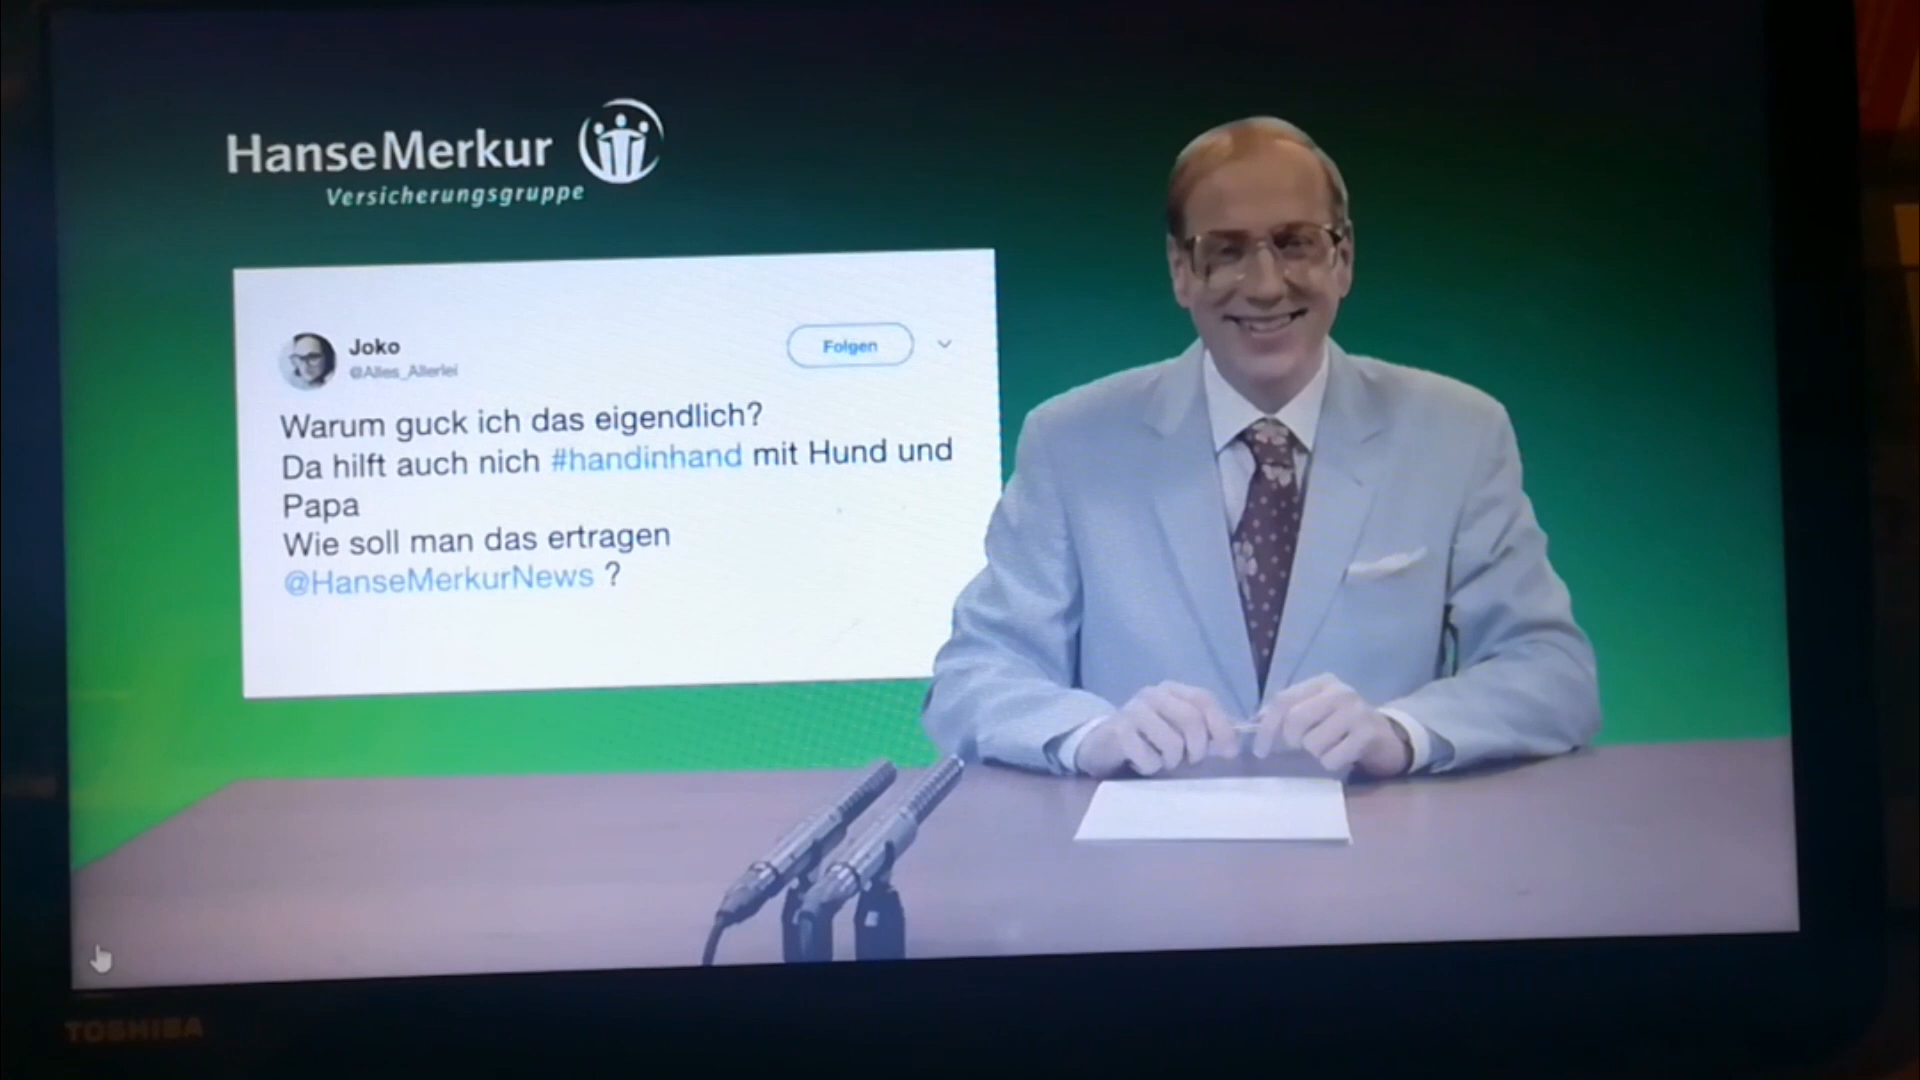 HanseMerkur
Versicherungsgruppe
Joko
@Alles_Allerlei
Folgen
Warum guck ich das eigendlich?
Da hilft auch nich #handinhand mit Hund und
Papa
Wie soll man das ertragen
@HanseMerkurNews ?
TOSHIBA